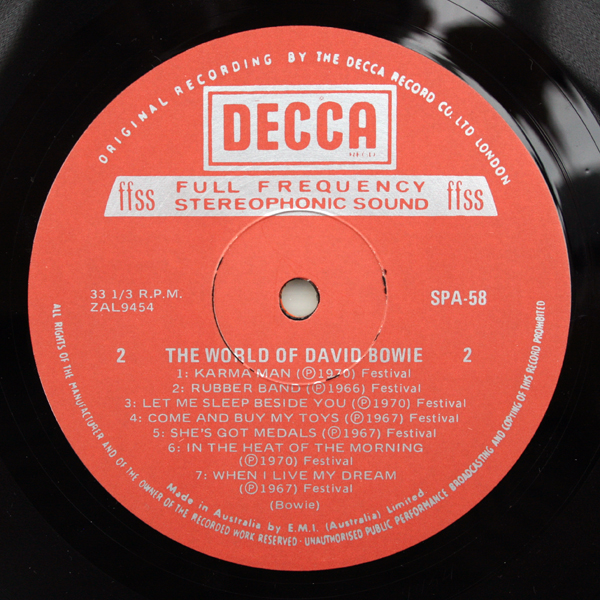 ORIGINAL RECORDING BY THE DECCA RECORD CO. LTD LONDON
DECCA
ffss FULL FREQUENCY ffss
STEREOPHONIC SOUND
33 1/3 R.P.M.
ZAL9454
SPA-58
2 THE WORLD OF DAVID BOWIE 2
1: KARMA MAN (℗1970) Festival
2: RUBBER BAND (℗1966) Festival
3: LET ME SLEEP BESIDE YOU (℗1970) Festival
4: COME AND BUY MY TOYS (℗1967) Festival
5: SHE'S GOT MEDALS (℗1967) Festival
6: IN THE HEAT OF THE MORNING
(℗1970) Festival
7: WHEN I LIVE MY DREAM
(℗1967) Festival
(Bowie)
Made in Australia by E.M.I. (Australia) Limited
ALL RIGHTS OF THE MANUFACTURER AND OF THE OWNER OF THE RECORDED WORK RESERVED · UNAUTHORISED PUBLIC PERFORMANCE BROADCASTING AND COPYING OF THIS RECORD PROHIBITED